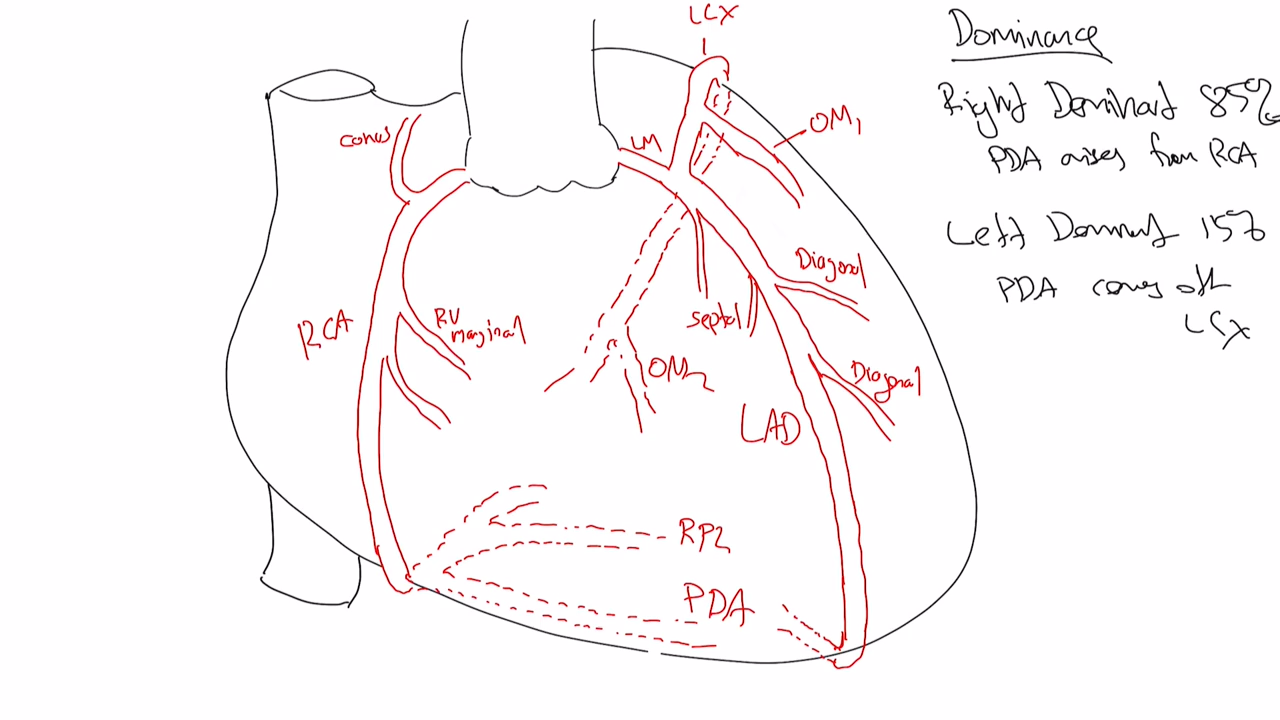 LCX
Dominance
Right Dominant 85%
PDA arises from RCA
Left Dominant 15%
PDA comes off
LCX
conus
LM
OM1
RCA
RV
marginal
septal
Diagonal
OM2
Diagonal
LAD
RPL
PDA